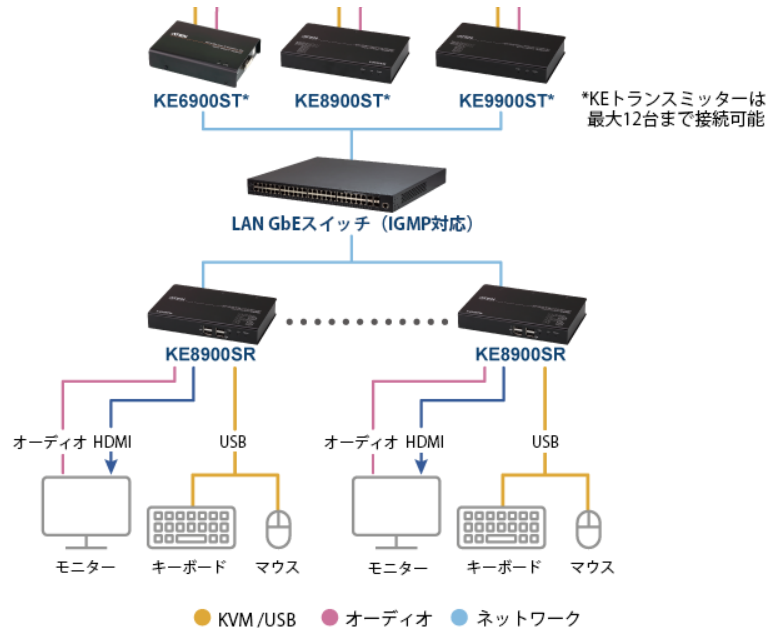 KE6900ST* KE8900ST* KE9900ST*
*KEトランスミッターは
最大12台まで接続可能
LAN GbEスイッチ（IGMP対応）
KE8900SR KE8900SR
オーディオ HDMI USB オーディオ HDMI USB
モニター キーボード マウス モニター キーボード マウス
KVM /USB オーディオ ネットワーク